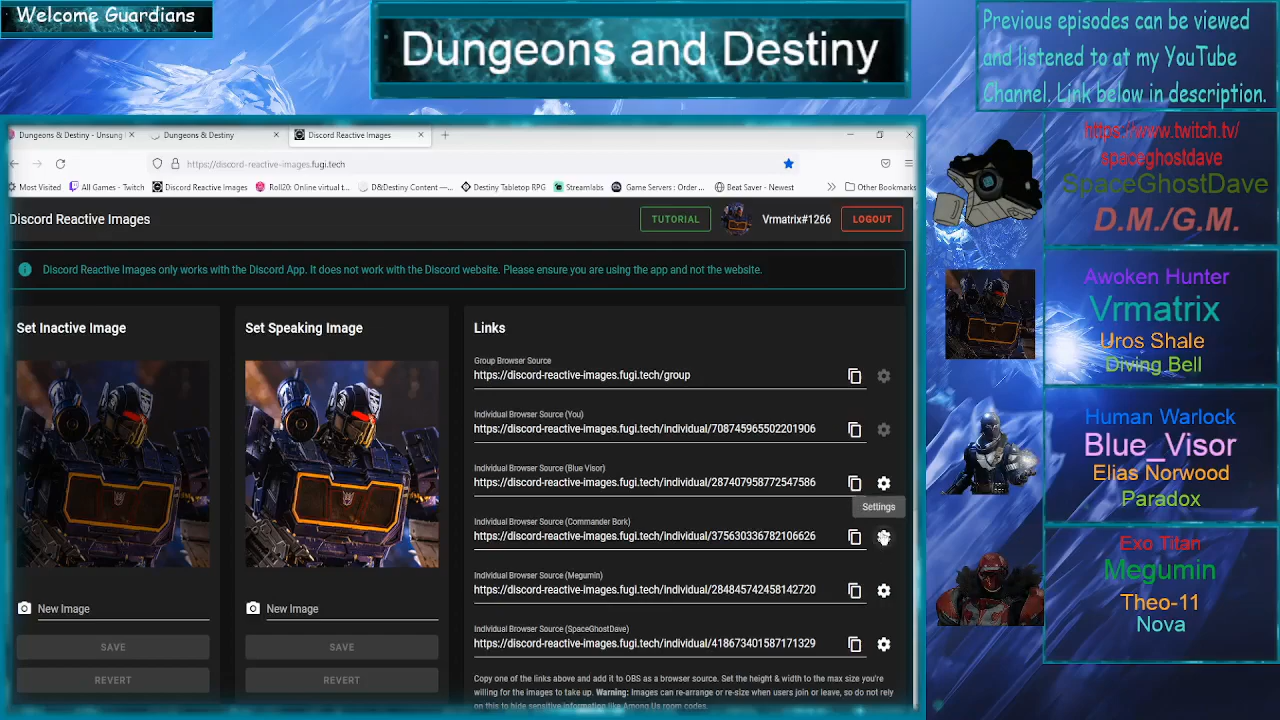 Welcome Guardians
Dungeons and Destiny
Previous episodes can be viewed
and listened to at my YouTube
Channel. Link below in description.
Dungeons & Destiny - Unsung
Dungeons & Destiny
Discord Reactive Images
https://discord-reactive-images.fugi.tech
Most Visited
All Games - Twitch
Discord Reactive Images
Roll20: Online virtual t...
D&Destiny Content —...
Destiny Tabletop RPG
Streamlabs
Game Servers : Order ...
Beat Saver - Newest
Other Bookmarks
Discord Reactive Images
TUTORIAL
Vrmatrix#1266
LOGOUT
Discord Reactive Images only works with the Discord App. It does not work with the Discord website. Please ensure you are using the app and not the website.
Set Inactive Image
New Image
SAVE
REVERT
Set Speaking Image
New Image
SAVE
REVERT
Links
Group Browser Source
https://discord-reactive-images.fugi.tech/group
Individual Browser Source (You)
https://discord-reactive-images.fugi.tech/individual/708745965502201906
Individual Browser Source (Blue Visor)
https://discord-reactive-images.fugi.tech/individual/287407958772547586
Settings
Individual Browser Source (Commander Bork)
https://discord-reactive-images.fugi.tech/individual/375630336782106626
Individual Browser Source (Megumin)
https://discord-reactive-images.fugi.tech/individual/284845742458142720
Individual Browser Source (SpaceGhostDave)
https://discord-reactive-images.fugi.tech/individual/418673401587171329
Copy one of the links above and add it to OBS as a browser source. Set the height & width to the max size you're
willing for the images to take up. Warning: Images can re-arrange or re-size when users join or leave, so do not rely
on this to hide sensitive information like Among Us room codes.
https://www.twitch.tv/
spaceghostdave
SpaceGhostDave
D.M./G.M.
Awoken Hunter
Vrmatrix
Uros Shale
Diving Bell
Human Warlock
Blue_Visor
Elias Norwood
Paradox
Exo Titan
Megumin
Theo-11
Nova